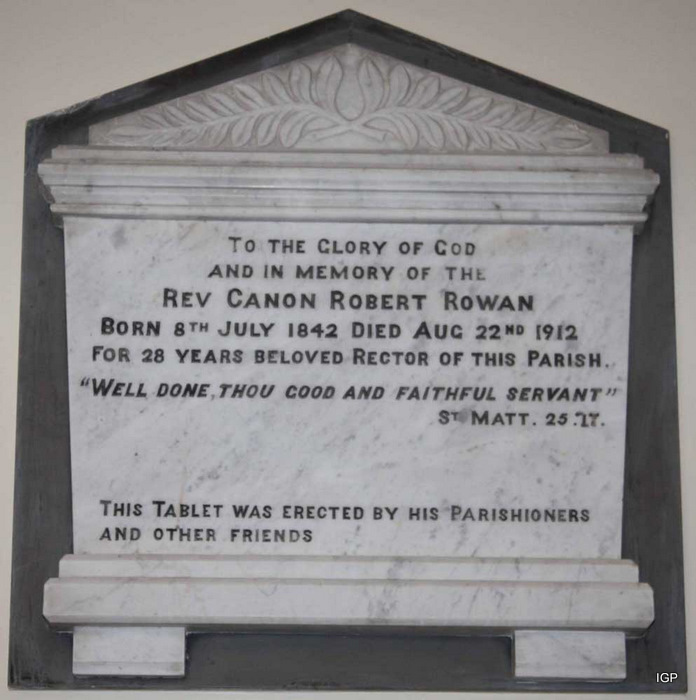 To the Glory of God
and in memory of the
Rev Canon Robert Rowan
Born 8th July 1842 Died Aug 22nd 1912
for 28 years beloved Rector of this Parish.
"Well done, thou good and faithful servant"
St Matt. 25.
This Tablet was erected by his Parishioners
and other friends
IGP